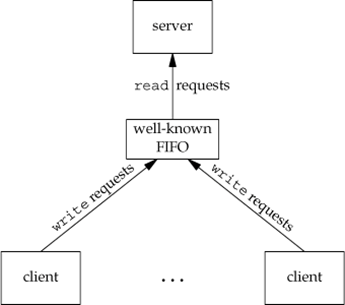 server
read requests
well-known
FIFO
write requests
write requests
client
...
client